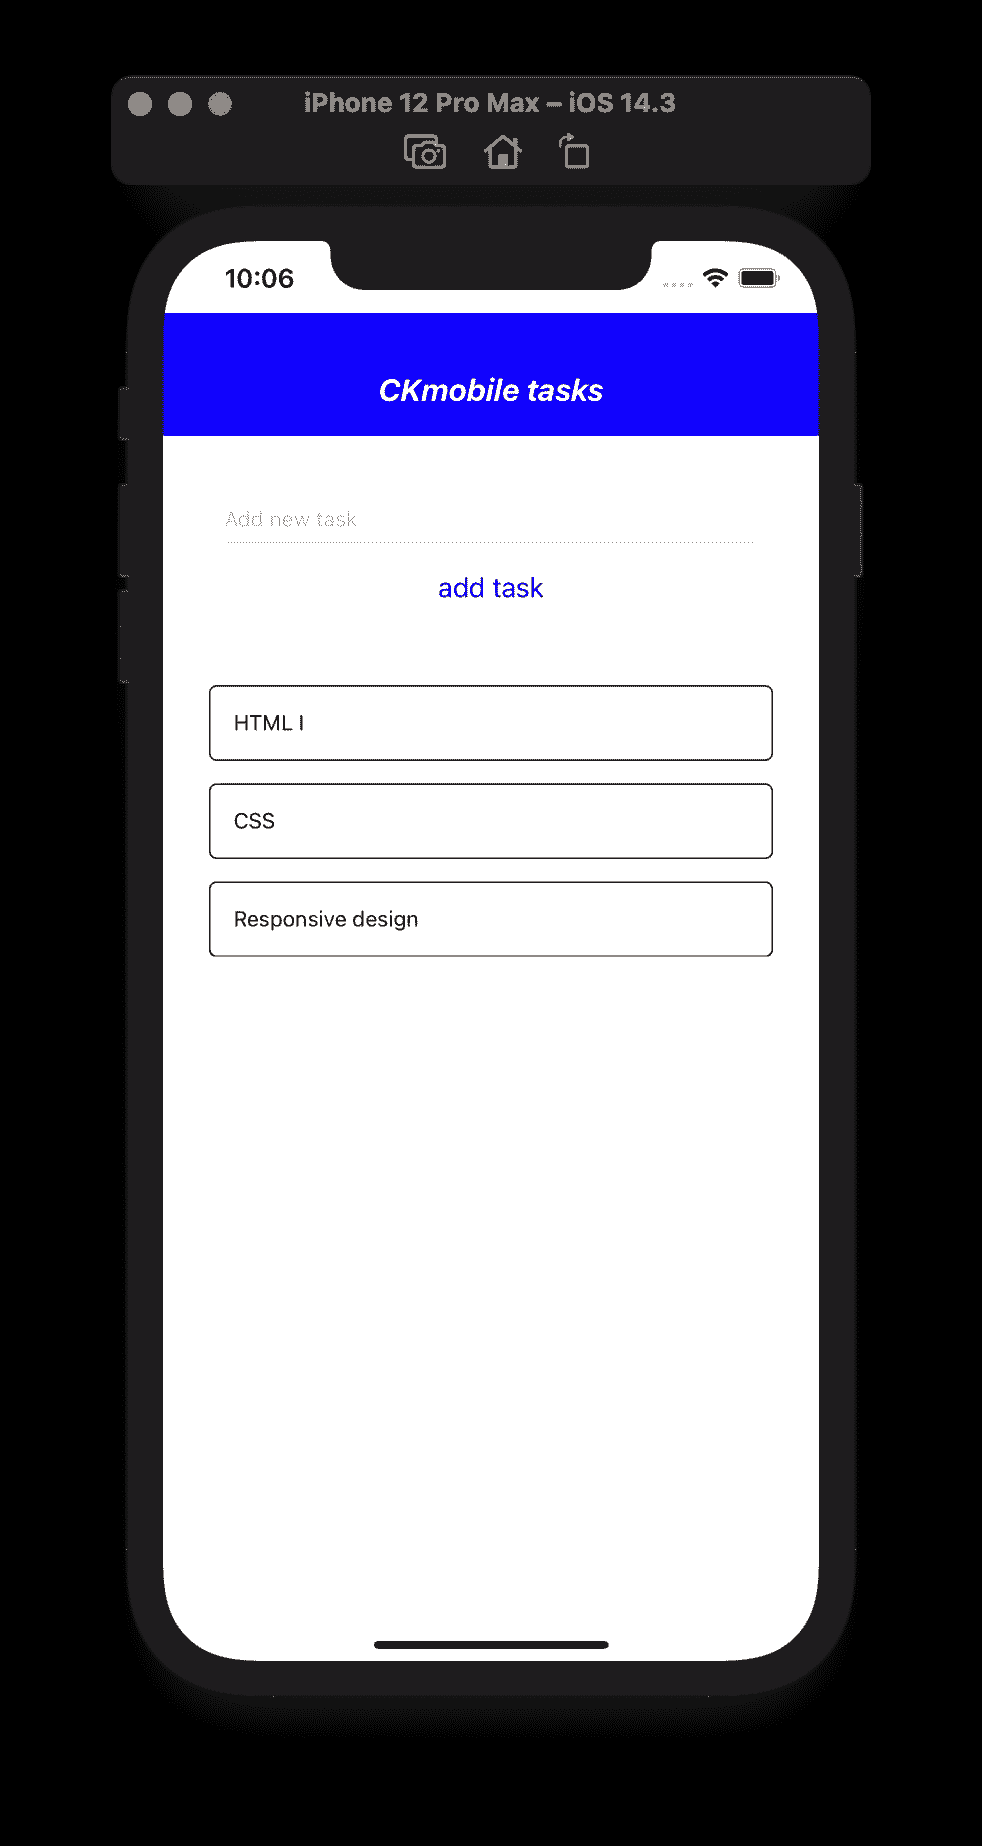 iPhone 12 Pro Max – iOS 14.3
10:06
CKmobile tasks
Add new task
add task
HTML I
CSS
Responsive design